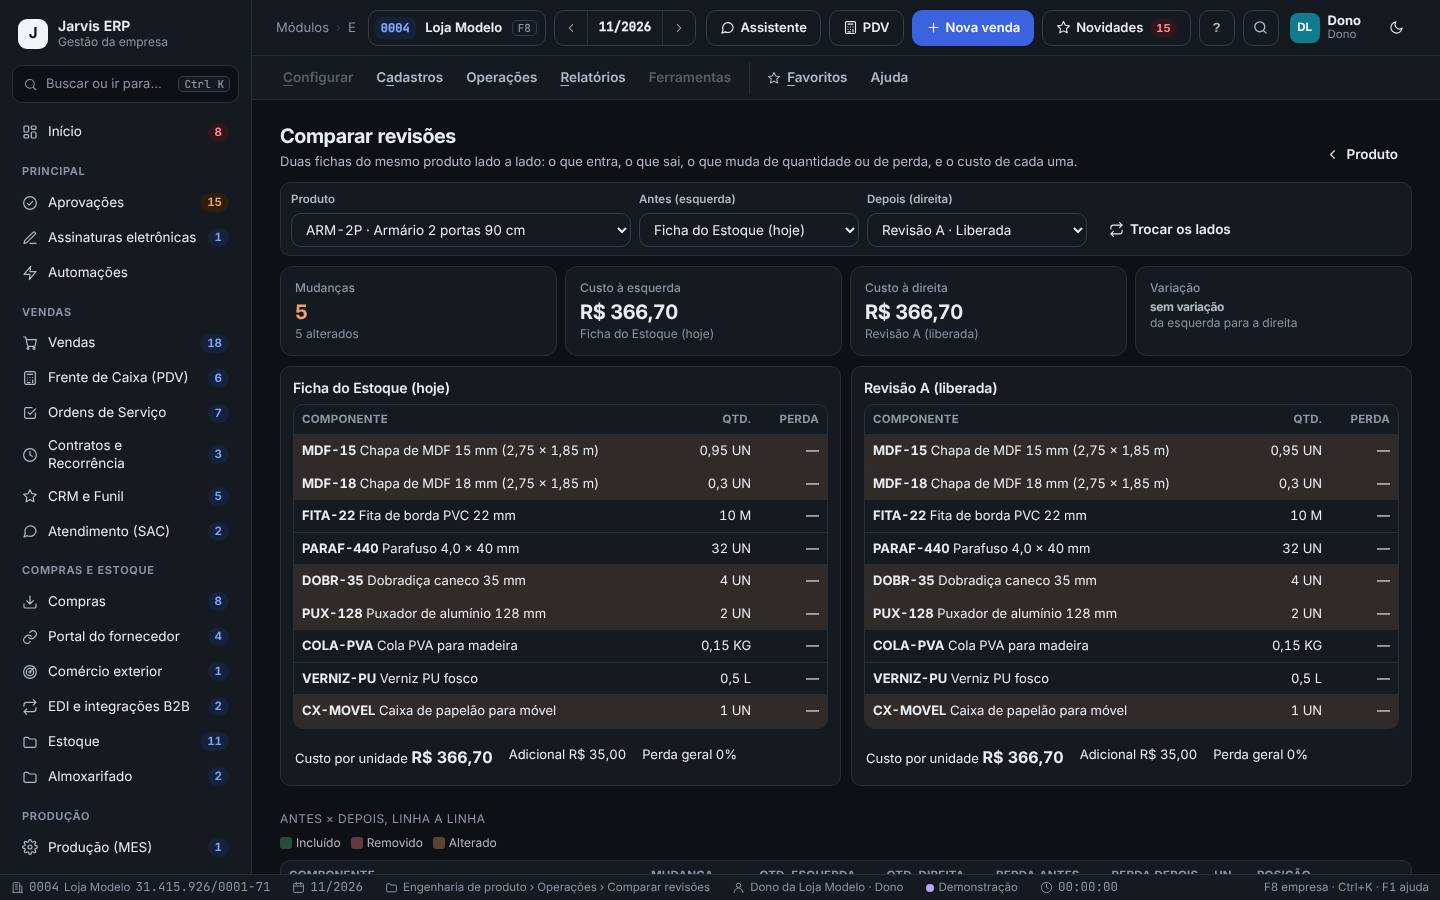 J
Jarvis ERP
Gestão da empresa
Buscar ou ir para... Ctrl K
Início 8
PRINCIPAL
Aprovações 15
Assinaturas eletrônicas 1
Automações
VENDAS
Vendas 18
Frente de Caixa (PDV) 6
Ordens de Serviço 7
Contratos e
Recorrência 3
CRM e Funil 5
Atendimento (SAC) 2
COMPRAS E ESTOQUE
Compras 8
Portal do fornecedor 4
Comércio exterior 1
EDI e integrações B2B 2
Estoque 11
Almoxarifado 2
PRODUÇÃO
Produção (MES) 1
Módulos › E 0004 Loja Modelo F8 ‹ 11/2026 › Assistente PDV + Nova venda Novidades 15 ? DL Dono
Dono
Configurar Cadastros Operações Relatórios Ferramentas Favoritos Ajuda
Comparar revisões
Duas fichas do mesmo produto lado a lado: o que entra, o que sai, o que muda de quantidade ou de perda, e o custo de cada uma.
‹ Produto
Produto Antes (esquerda) Depois (direita)
ARM-2P · Armário 2 portas 90 cm Ficha do Estoque (hoje) Revisão A · Liberada Trocar os lados
Mudanças
5
5 alterados
Custo à esquerda
R$ 366,70
Ficha do Estoque (hoje)
Custo à direita
R$ 366,70
Revisão A (liberada)
Variação
sem variação
da esquerda para a direita
Ficha do Estoque (hoje)
COMPONENTE QTD. PERDA
MDF-15 Chapa de MDF 15 mm (2,75 × 1,85 m) 0,95 UN —
MDF-18 Chapa de MDF 18 mm (2,75 × 1,85 m) 0,3 UN —
FITA-22 Fita de borda PVC 22 mm 10 M —
PARAF-440 Parafuso 4,0 × 40 mm 32 UN —
DOBR-35 Dobradiça caneco 35 mm 4 UN —
PUX-128 Puxador de alumínio 128 mm 2 UN —
COLA-PVA Cola PVA para madeira 0,15 KG —
VERNIZ-PU Verniz PU fosco 0,5 L —
CX-MOVEL Caixa de papelão para móvel 1 UN —
Custo por unidade R$ 366,70 Adicional R$ 35,00 Perda geral 0%
Revisão A (liberada)
COMPONENTE QTD. PERDA
MDF-15 Chapa de MDF 15 mm (2,75 × 1,85 m) 0,95 UN —
MDF-18 Chapa de MDF 18 mm (2,75 × 1,85 m) 0,3 UN —
FITA-22 Fita de borda PVC 22 mm 10 M —
PARAF-440 Parafuso 4,0 × 40 mm 32 UN —
DOBR-35 Dobradiça caneco 35 mm 4 UN —
PUX-128 Puxador de alumínio 128 mm 2 UN —
COLA-PVA Cola PVA para madeira 0,15 KG —
VERNIZ-PU Verniz PU fosco 0,5 L —
CX-MOVEL Caixa de papelão para móvel 1 UN —
Custo por unidade R$ 366,70 Adicional R$ 35,00 Perda geral 0%
ANTES × DEPOIS, LINHA A LINHA
Incluído Removido Alterado
COMPONENTE MUDANÇA QTD. ESQUERDA QTD. DIREITA PERDA ANTES PERDA DEPOIS UN. POSIÇÃO
0004 Loja Modelo 31.415.926/0001-71 11/2026 Engenharia de produto › Operações › Comparar revisões Dono da Loja Modelo · Dono Demonstração 00:00:00 F8 empresa · Ctrl+K · F1 ajuda